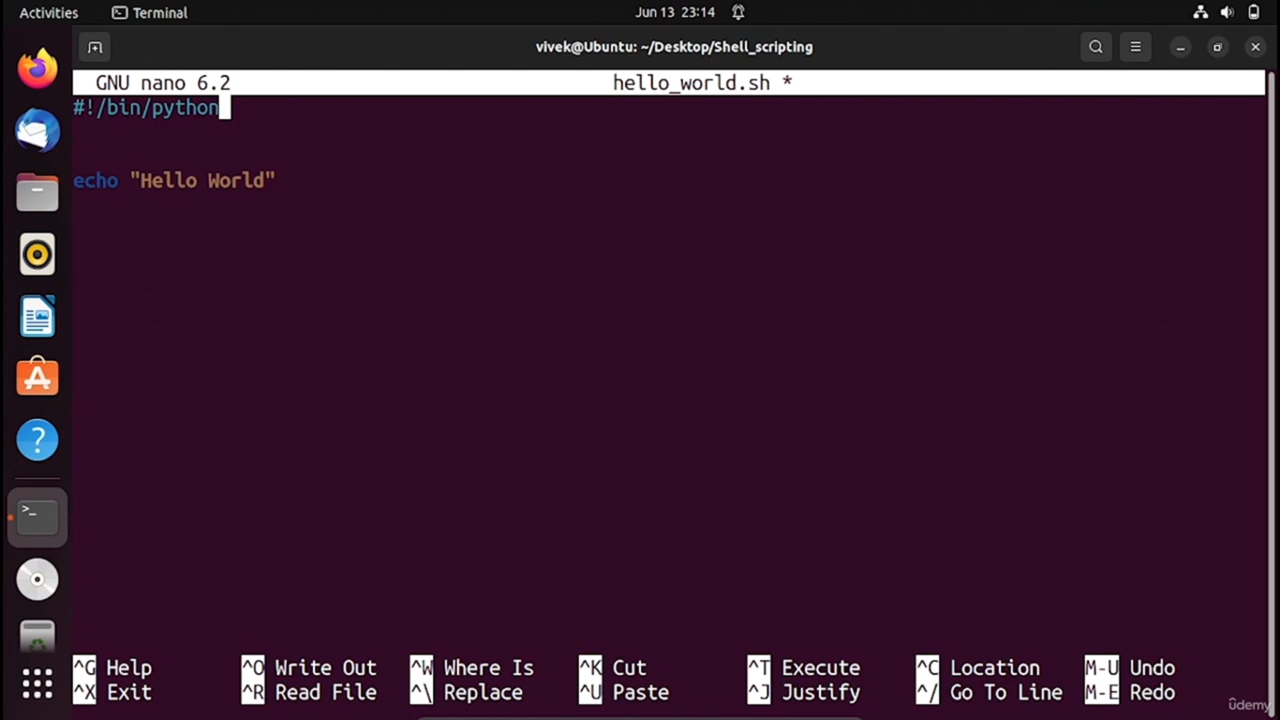 Activities Terminal Jun 13 23:14
vivek@Ubuntu: ~/Desktop/Shell_scripting
GNU nano 6.2 hello_world.sh *
#!/bin/python
echo "Hello World"
^G Help ^O Write Out ^W Where Is ^K Cut ^T Execute ^C Location M-U Undo
^X Exit ^R Read File ^\ Replace ^U Paste ^J Justify ^/ Go To Line M-E Redo
udemy